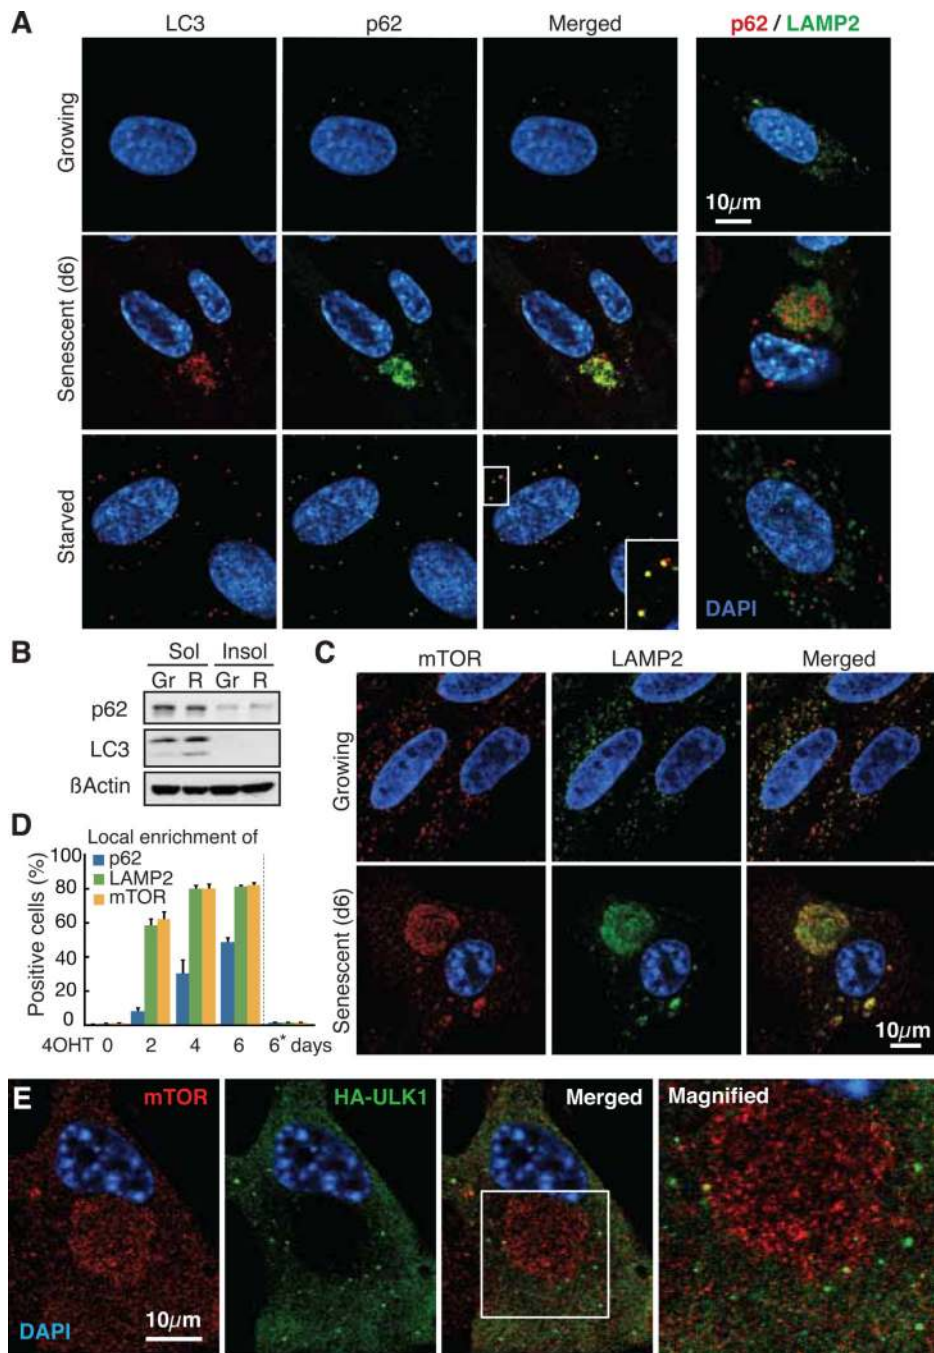 A
LC3 p62 Merged p62 / LAMP2
Growing
10µm
Senescent (d6)
Starved
DAPI
B
Sol Insol
Gr R Gr R
p62
LC3
ßActin
C
mTOR LAMP2 Merged
Growing
Senescent (d6)
10µm
D
Local enrichment of
p62
LAMP2
mTOR
Positive cells (%)
100
80
60
40
20
0
4OHT 0 2 4 6 6* days
E
mTOR HA-ULK1 Merged Magnified
10µm
DAPI